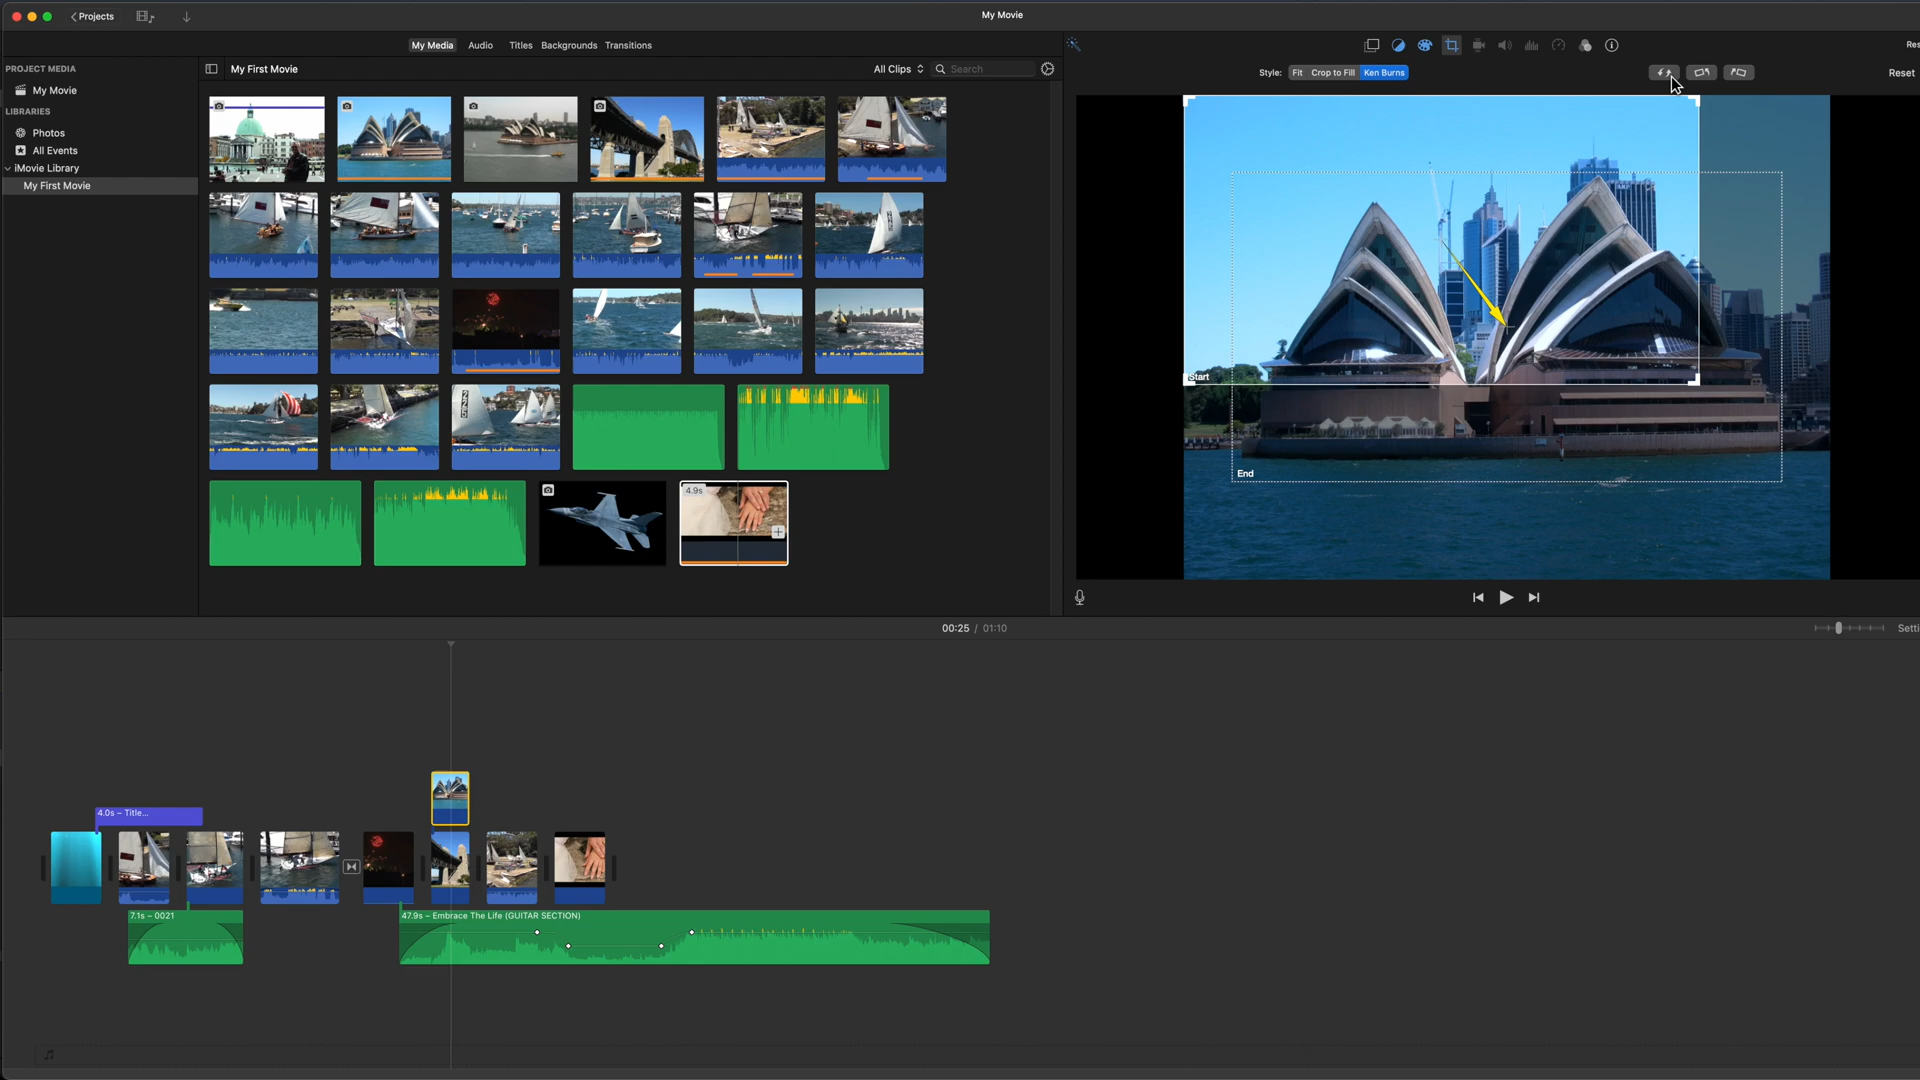 Projects
My Movie
My Media Audio Titles Backgrounds Transitions
PROJECT MEDIA
My Movie
LIBRARIES
Photos
All Events
iMovie Library
My First Movie
My First Movie
All Clips
Search
4.9s
Style: Fit Crop to Fill Ken Burns
Reset
Start
End
00:25 / 01:10
4.0s – Title...
7.1s – 0021
47.9s – Embrace The Life (GUITAR SECTION)